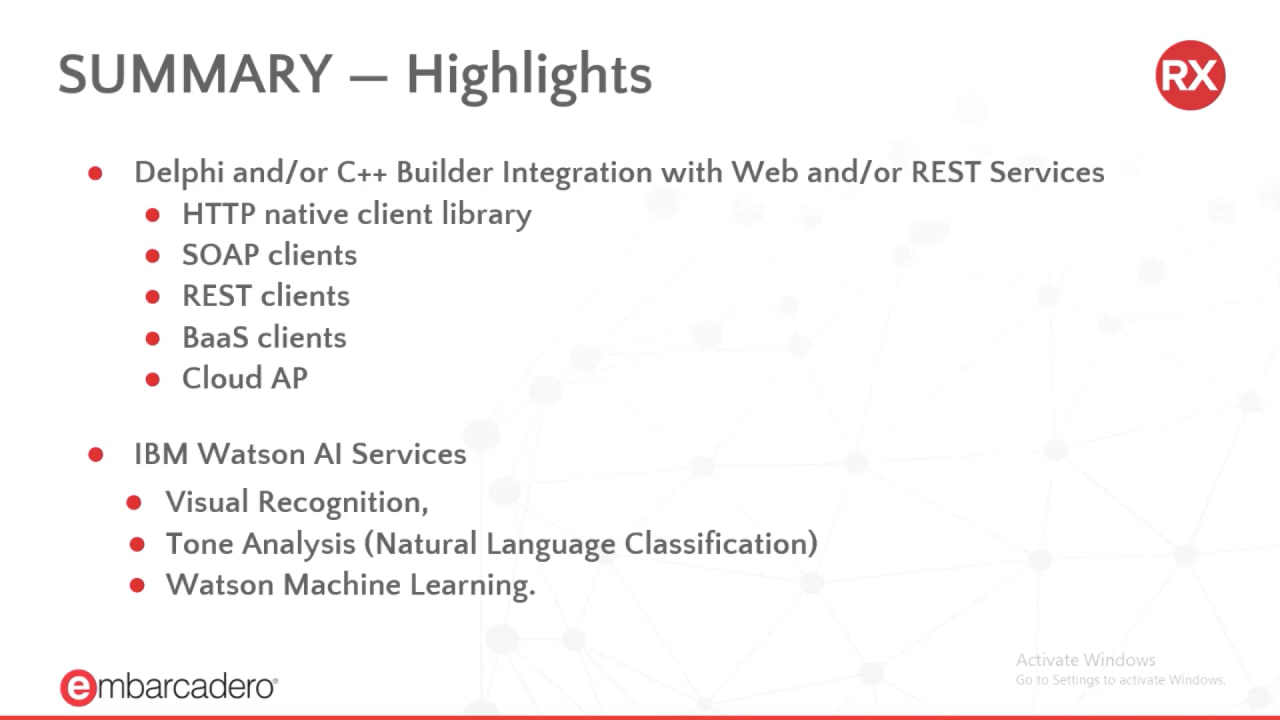 SUMMARY — Highlights
RX
Delphi and/or C++ Builder Integration with Web and/or REST Services
HTTP native client library
SOAP clients
REST clients
BaaS clients
Cloud AP
IBM Watson AI Services
Visual Recognition,
Tone Analysis (Natural Language Classification)
Watson Machine Learning.
Activate Windows
Go to Settings to activate Windows.
embarcadero®